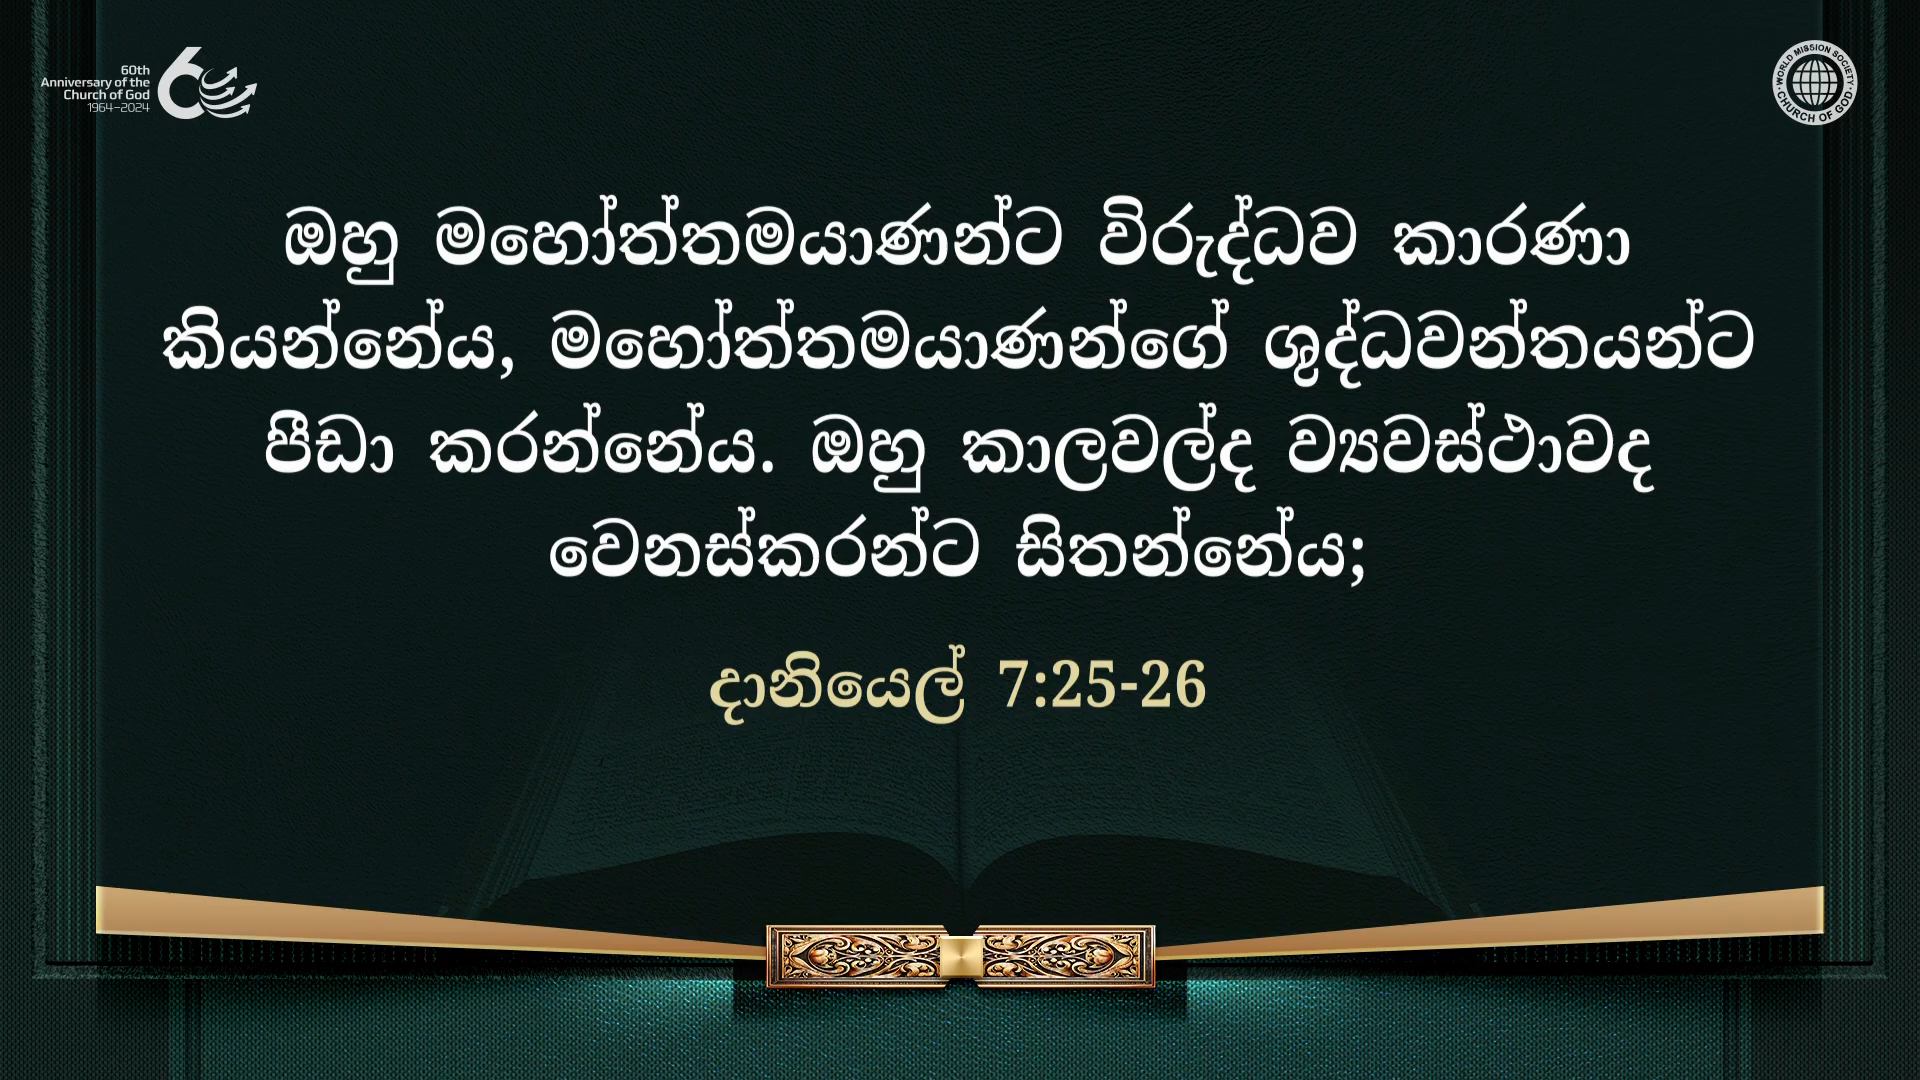 60th
Anniversary of the
Church of God
1964–2024
WORLD MISSION SOCIETY
CHURCH OF GOD
ඔහු මහෝත්තමයාණන්ට විරුද්ධව කාරණා
කියන්නේය, මහෝත්තමයාණන්ගේ ශුද්ධවන්තයන්ට
පීඩා කරන්නේය. ඔහු කාලවල්ද ව්‍යවස්ථාවද
වෙනස්කරන්ට සිතන්නේය;
දානියෙල් 7:25-26